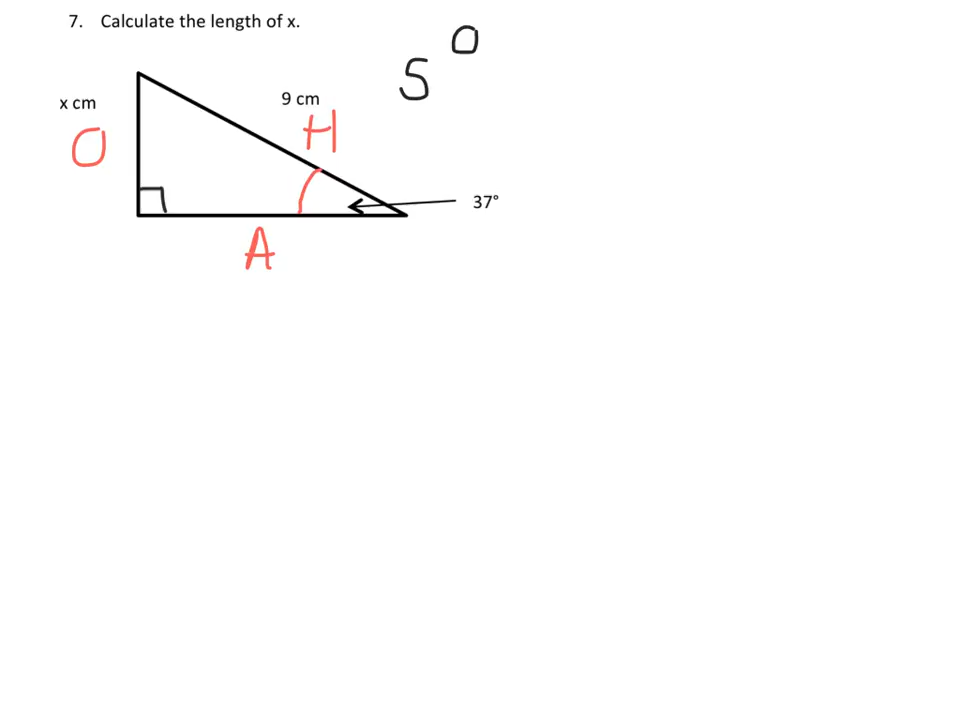 7. Calculate the length of x.
O
S
9 cm
x cm
H
O
37°
A